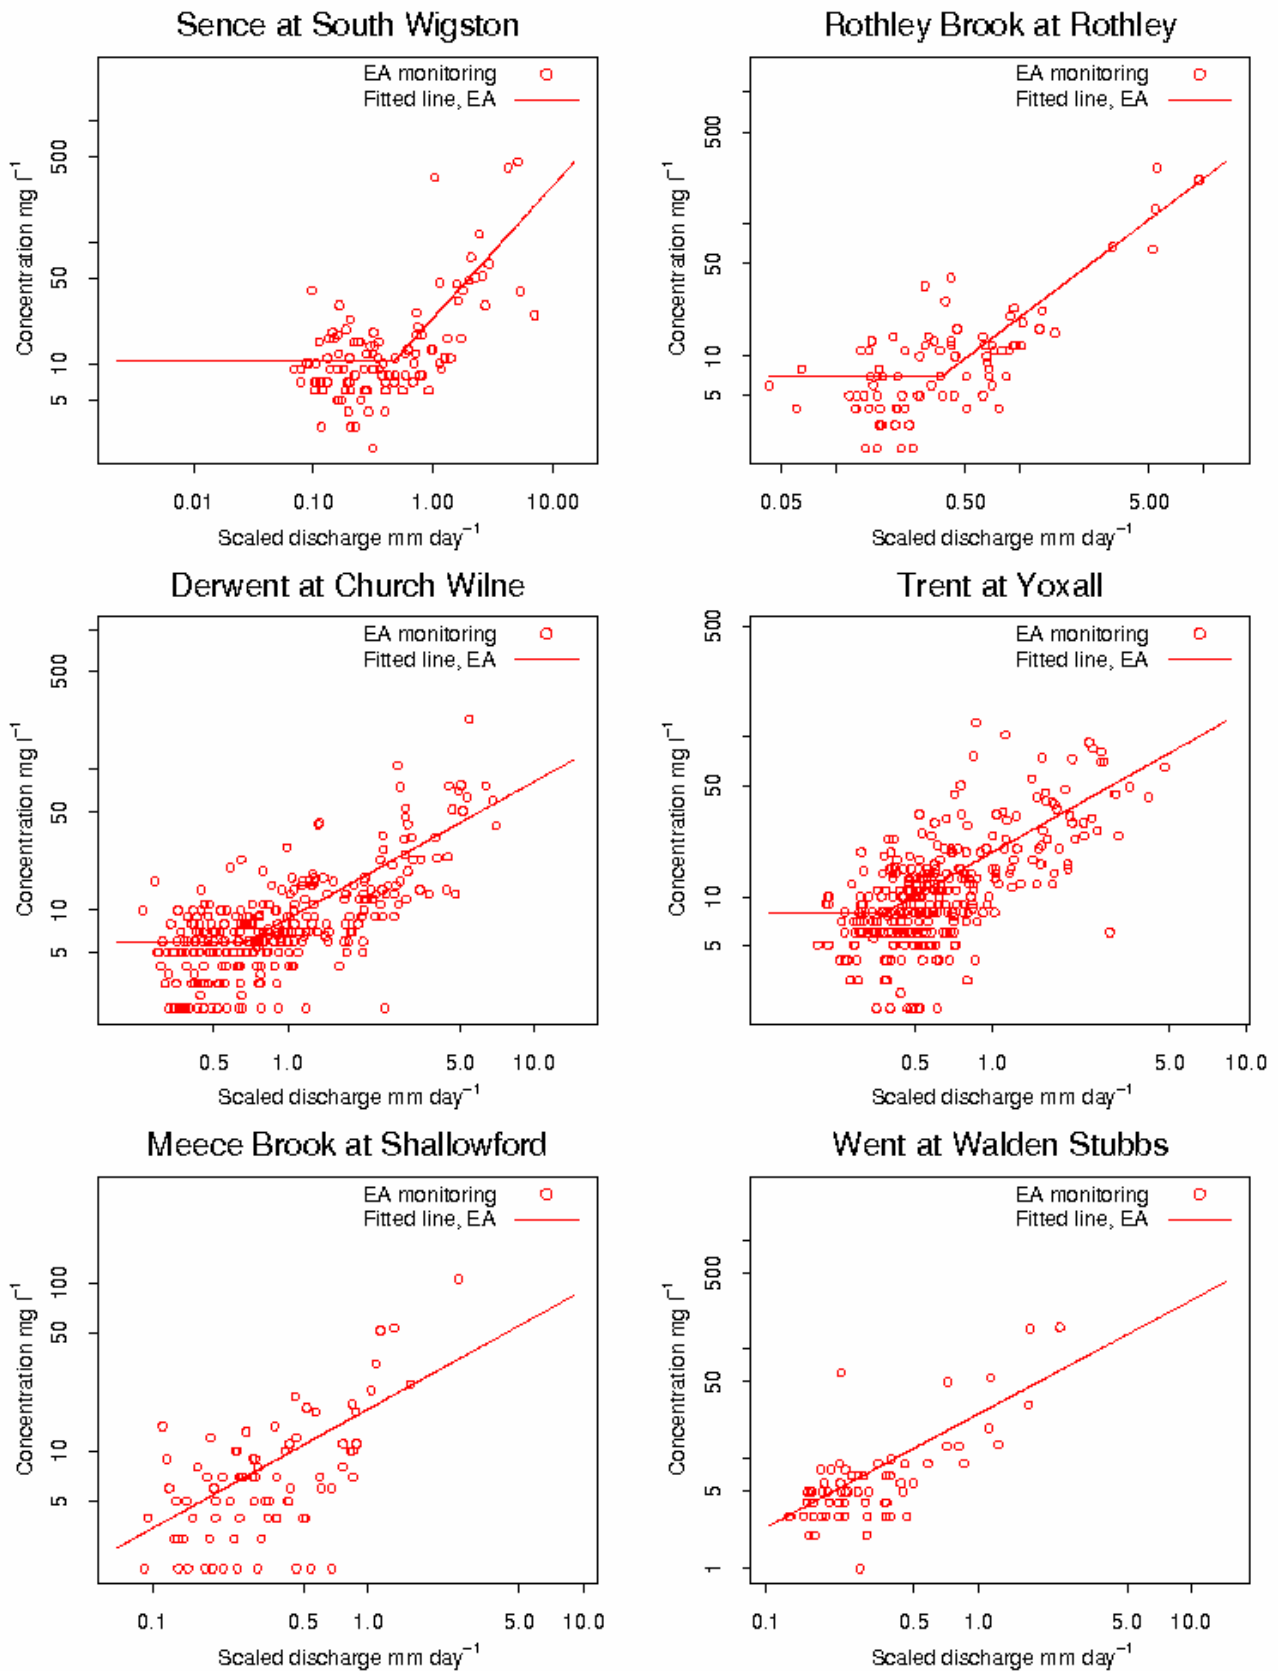 Sence at South Wigston
EA monitoring
Fitted line, EA
Concentration mg l⁻¹
500
50
10
5
0.01 0.10 1.00 10.00
Scaled discharge mm day⁻¹
Rothley Brook at Rothley
EA monitoring
Fitted line, EA
Concentration mg l⁻¹
500
50
10
5
0.05 0.50 5.00
Scaled discharge mm day⁻¹
Derwent at Church Wilne
EA monitoring
Fitted line, EA
Concentration mg l⁻¹
500
50
10
5
0.5 1.0 5.0 10.0
Scaled discharge mm day⁻¹
Trent at Yoxall
EA monitoring
Fitted line, EA
Concentration mg l⁻¹
500
50
10
5
0.5 1.0 5.0 10.0
Scaled discharge mm day⁻¹
Meece Brook at Shallowford
EA monitoring
Fitted line, EA
Concentration mg l⁻¹
100
50
10
5
0.1 0.5 1.0 5.0 10.0
Scaled discharge mm day⁻¹
Went at Walden Stubbs
EA monitoring
Fitted line, EA
Concentration mg l⁻¹
500
50
5
1
0.1 0.5 1.0 5.0 10.0
Scaled discharge mm day⁻¹